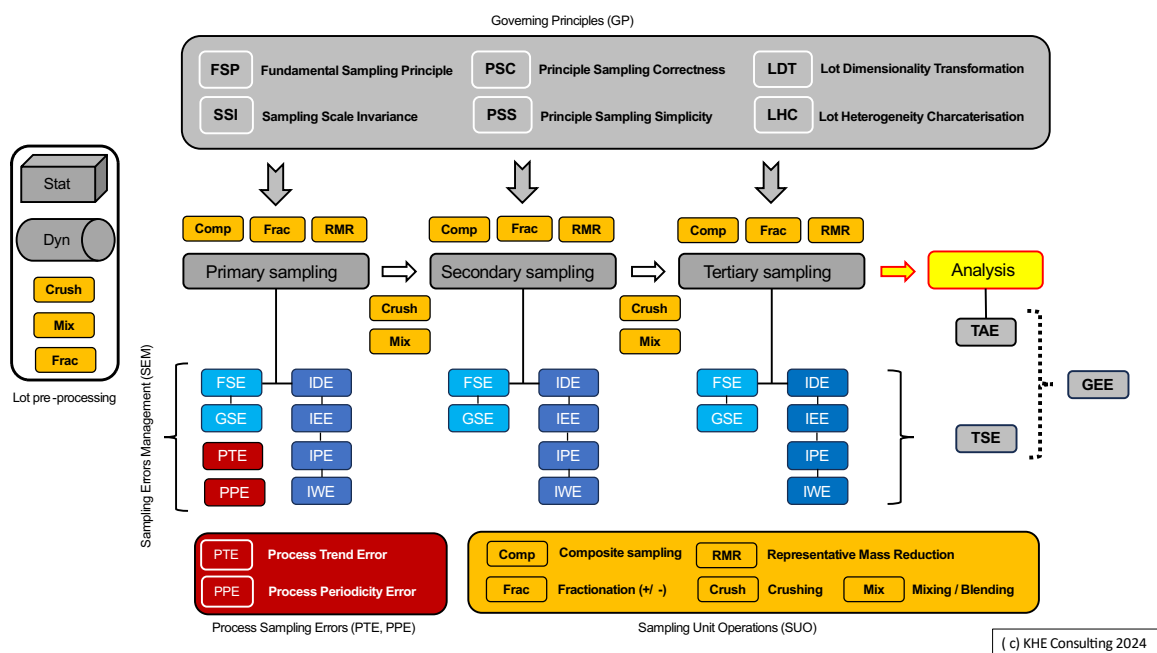 Governing Principles (GP)
FSP Fundamental Sampling Principle PSC Principle Sampling Correctness LDT Lot Dimensionality Transformation
SSI Sampling Scale Invariance PSS Principle Sampling Simplicity LHC Lot Heterogeneity Charcaterisation
Stat
Dyn
Crush
Mix
Frac
Lot pre-processing
Comp Frac RMR Comp Frac RMR Comp Frac RMR
Primary sampling Secondary sampling Tertiary sampling Analysis
Crush Crush
Mix Mix
TAE
GEE
TSE
Sampling Errors Management (SEM)
FSE IDE FSE IDE FSE IDE
GSE IEE GSE IEE GSE IEE
PTE IPE IPE IPE
PPE IWE IWE IWE
PTE Process Trend Error
PPE Process Periodicity Error
Process Sampling Errors (PTE, PPE)
Comp Composite sampling RMR Representative Mass Reduction
Frac Fractionation (+/ -) Crush Crushing Mix Mixing / Blending
Sampling Unit Operations (SUO)
( c) KHE Consulting 2024